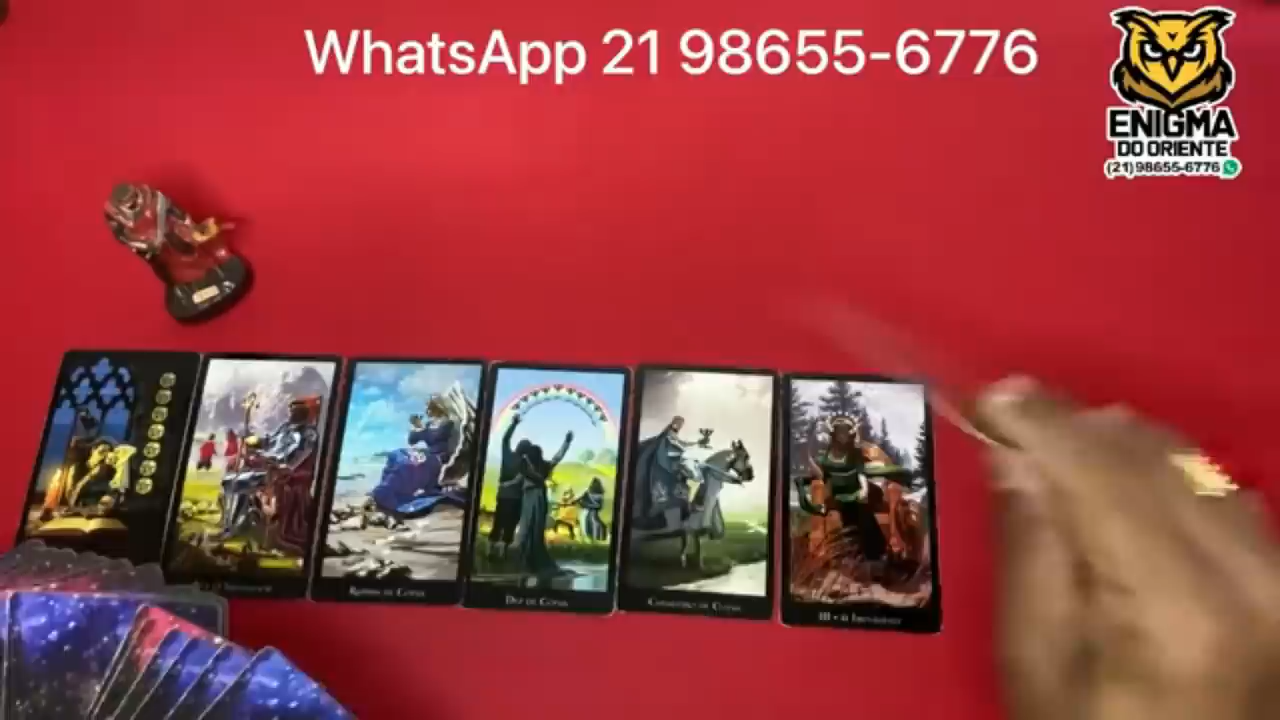 WhatsApp 21 98655-6776
ENIGMA
DO ORIENTE
(21)98655-6776
RAINHA DE COPAS
DEZ DE COPAS
CAVALEIRO DE COPAS
III • A IMPERATRIZ